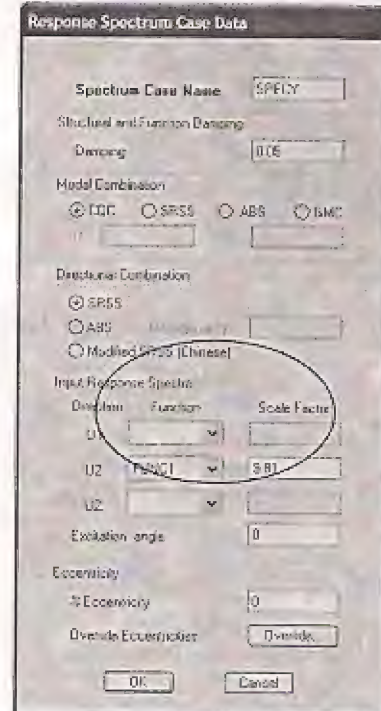 Response Spectrum Case Data
Spectrum Case Name SPECY
Structural and Function Damping
Damping 0.05
Modal Combination
CQC SRSS ABS GMC
Directional Combination
SRSS
ABS
Modified SRSS (Chinese)
Input Response Spectra
Direction Function Scale Factor
U1
U2 FUNC1 9.81
UZ
Excitation angle 0
Eccentricity
% Eccentricity 0
Override Eccentricities Override...
OK Cancel